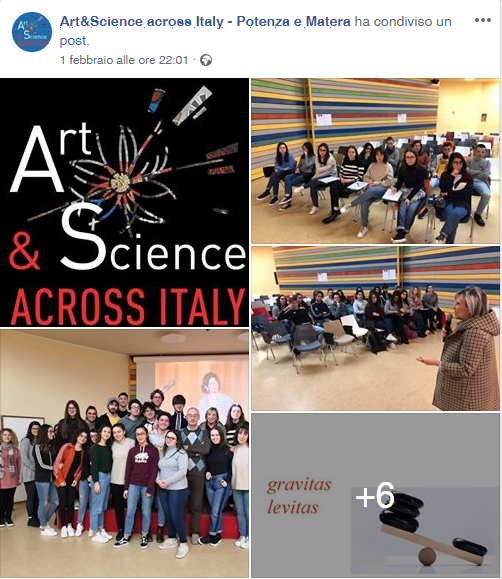 Art&Science across Italy - Potenza e Matera ha condiviso un
post.
1 febbraio alle ore 22:01 ·
Art
& Science
ACROSS ITALY
gravitas
levitas
+6